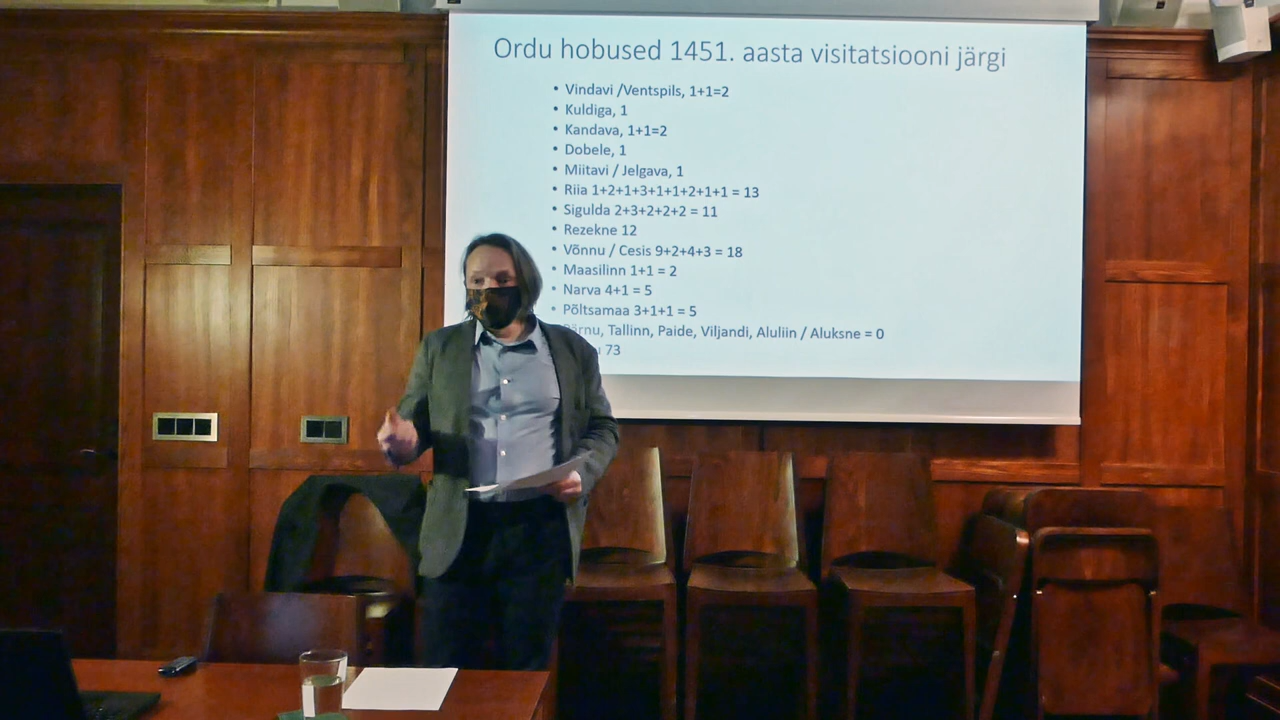 Ordu hobused 1451. aasta visitatsiooni järgi
• Vindavi /Ventspils, 1+1=2
• Kuldiga, 1
• Kandava, 1+1=2
• Dobele, 1
• Miitavi / Jelgava, 1
• Riia 1+2+1+3+1+1+2+1+1 = 13
• Sigulda 2+3+2+2+2 = 11
• Rezekne 12
• Võnnu / Cesis 9+2+4+3 = 18
• Maasilinn 1+1 = 2
• Narva 4+1 = 5
• Põltsamaa 3+1+1 = 5
Pärnu, Tallinn, Paide, Viljandi, Aluliin / Aluksne = 0
73